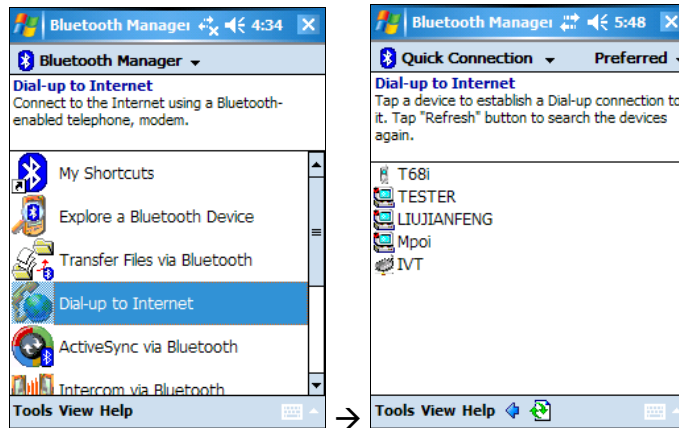 Bluetooth Manager 4:34
Bluetooth Manager
Dial-up to Internet
Connect to the Internet using a Bluetooth-
enabled telephone, modem.
My Shortcuts
Explore a Bluetooth Device
Transfer Files via Bluetooth
Dial-up to Internet
ActiveSync via Bluetooth
Intercom via Bluetooth
Tools View Help
→
Bluetooth Manager 5:48
Quick Connection Preferred
Dial-up to Internet
Tap a device to establish a Dial-up connection to
it. Tap "Refresh" button to search the devices
again.
T68i
TESTER
LIUJIANFENG
Mpoi
IVT
Tools View Help